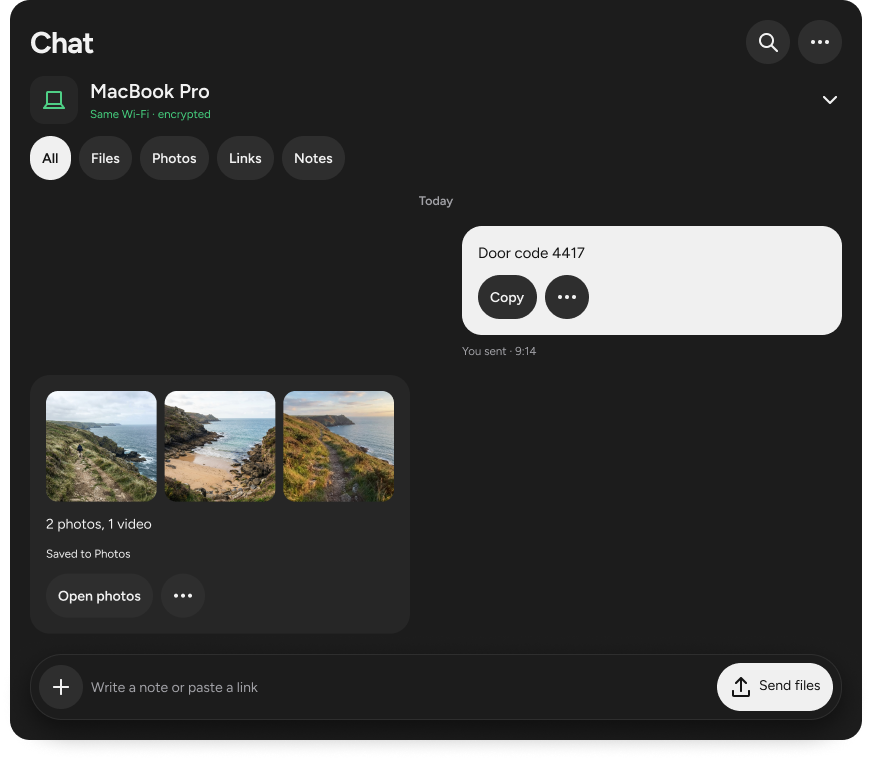 Chat
MacBook Pro
Same Wi-Fi · encrypted
All
Files
Photos
Links
Notes
Today
Door code 4417
Copy
You sent · 9:14
2 photos, 1 video
Saved to Photos
Open photos
Write a note or paste a link
Send files